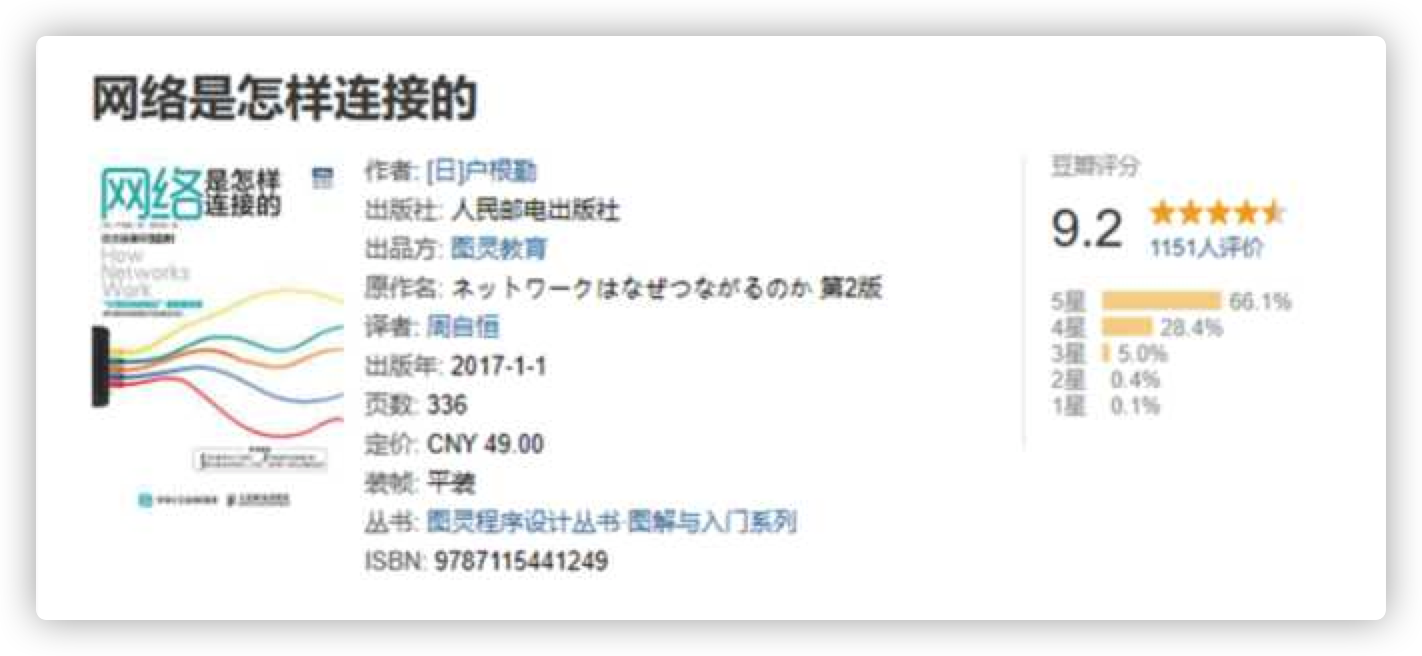 网络是怎样连接的
网络是怎样
连接的
How
Networks
Work
作者: [日]户根勤
出版社: 人民邮电出版社
出品方: 图灵教育
原作名: ネットワークはなぜつながるのか 第2版
译者: 周自恒
出版年: 2017-1-1
页数: 336
定价: CNY 49.00
装帧: 平装
丛书: 图灵程序设计丛书·图解与入门系列
ISBN: 9787115441249
豆瓣评分
9.2
1151人评价
5星 66.1%
4星 28.4%
3星 5.0%
2星 0.4%
1星 0.1%